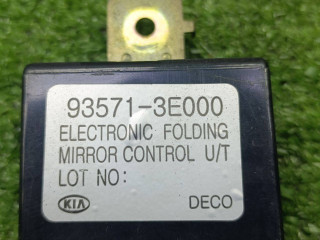 93571-3E000
ELECTRONIC FOLDING
MIRROR CONTROL U/T
LOT NO:
KIA DECO